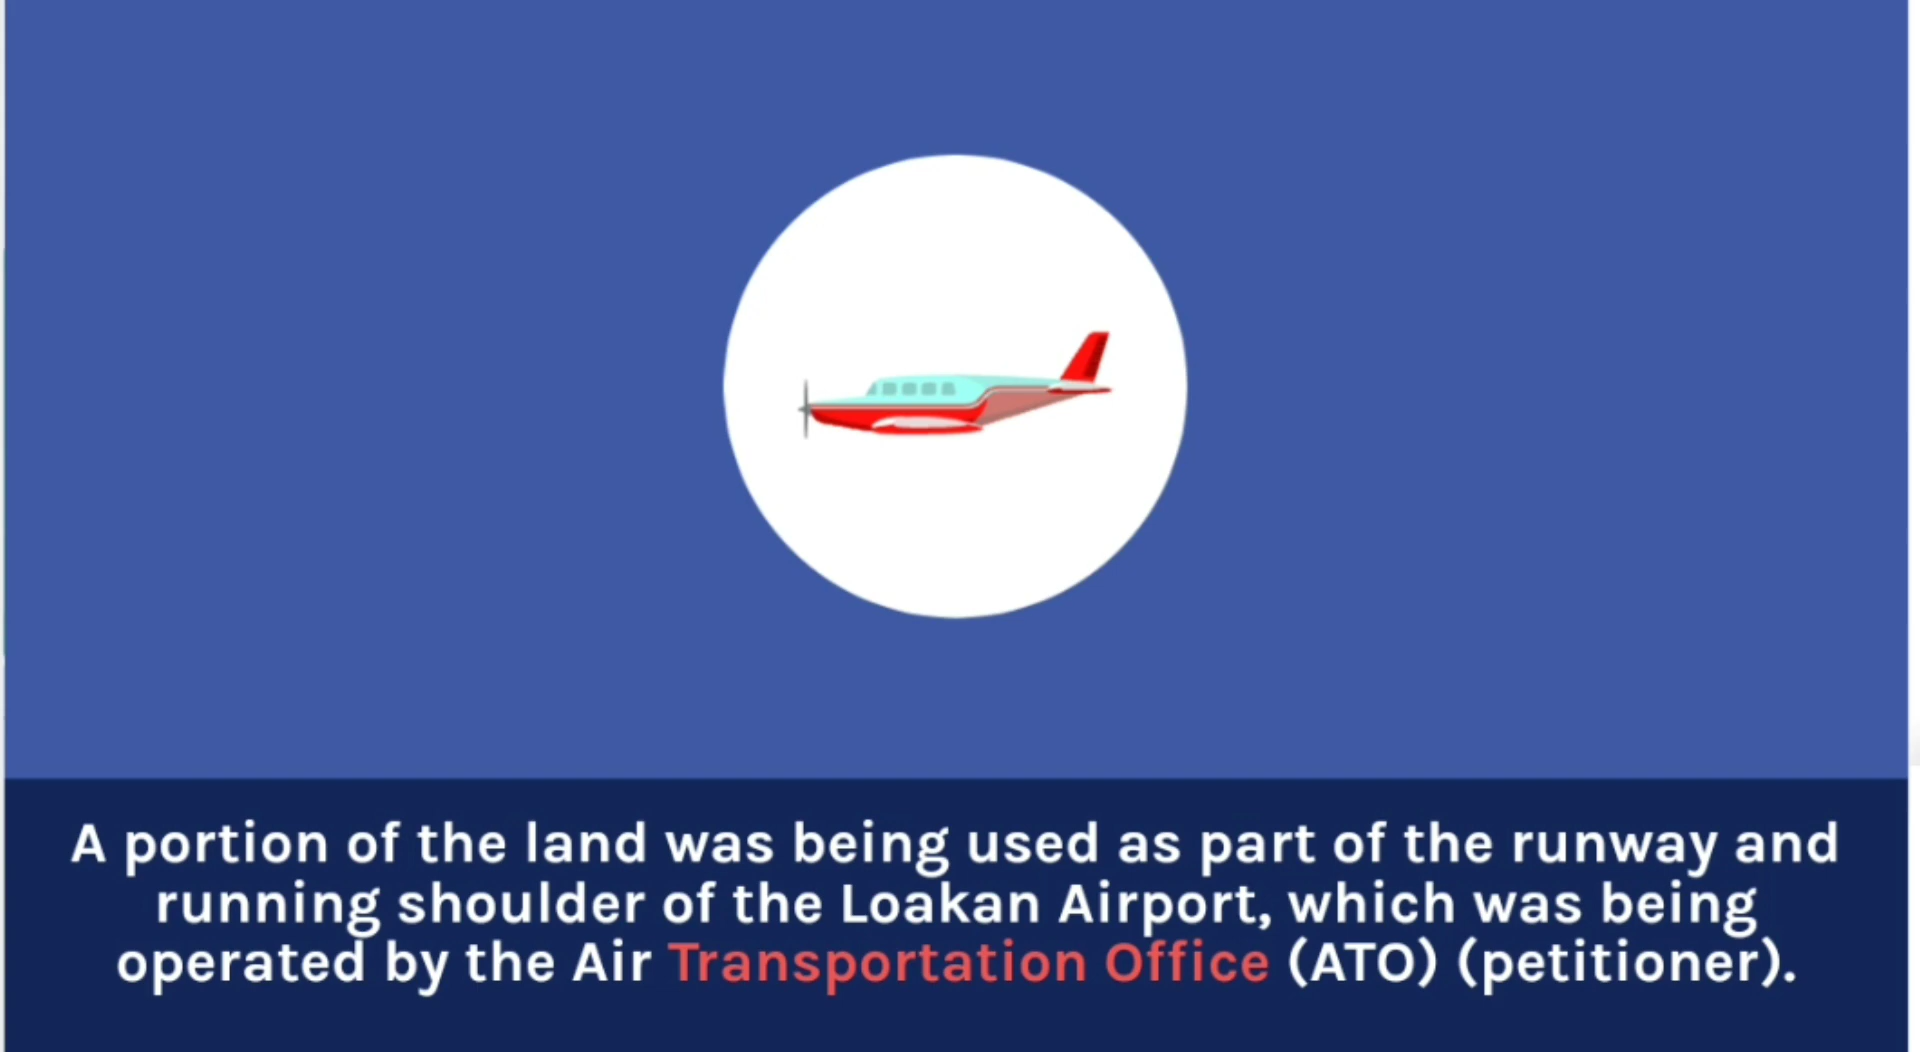 A portion of the land was being used as part of the runway and
running shoulder of the Loakan Airport, which was being
operated by the Air Transportation Office (ATO) (petitioner).